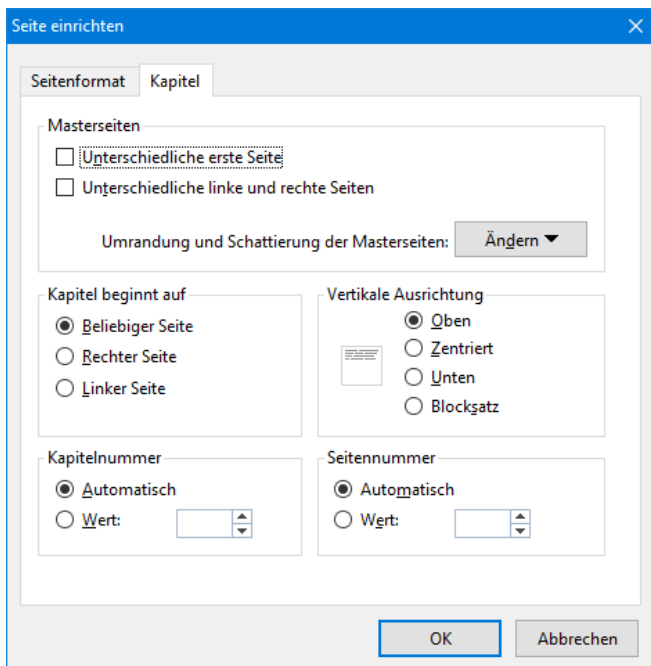 Seite einrichten
Seitenformat Kapitel
Masterseiten
Unterschiedliche erste Seite
Unterschiedliche linke und rechte Seiten
Umrandung und Schattierung der Masterseiten: Ändern
Kapitel beginnt auf
Beliebiger Seite
Rechter Seite
Linker Seite
Vertikale Ausrichtung
Oben
Zentriert
Unten
Blocksatz
Kapitelnummer
Automatisch
Wert:
Seitennummer
Automatisch
Wert:
OK Abbrechen